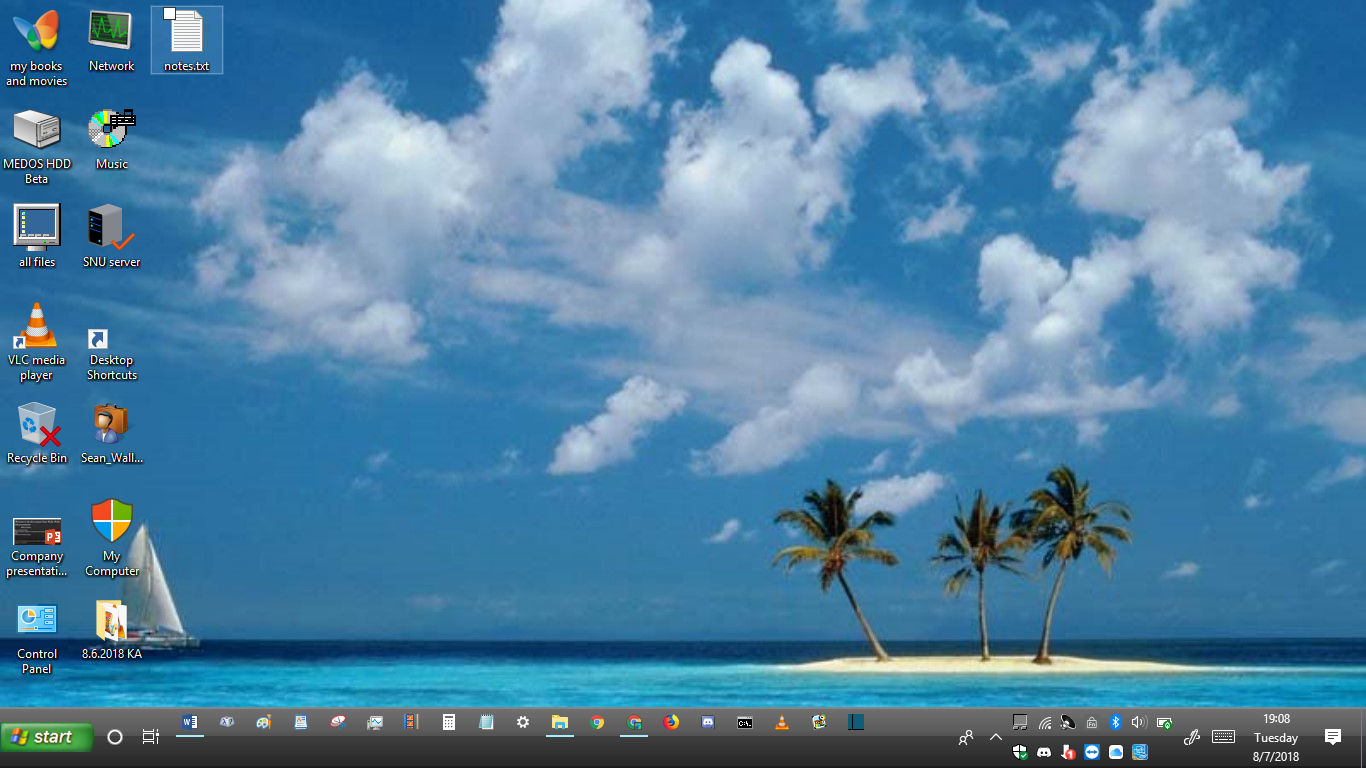 my books
and movies
Network
notes.txt
MEDOS HDD
Beta
Music
all files
SNU server
VLC media
player
Desktop
Shortcuts
Recycle Bin
Sean_Wall...
Company
presentati...
My
Computer
Control
Panel
8.6.2018 KA
start
C:\.
19:08
Tuesday
8/7/2018